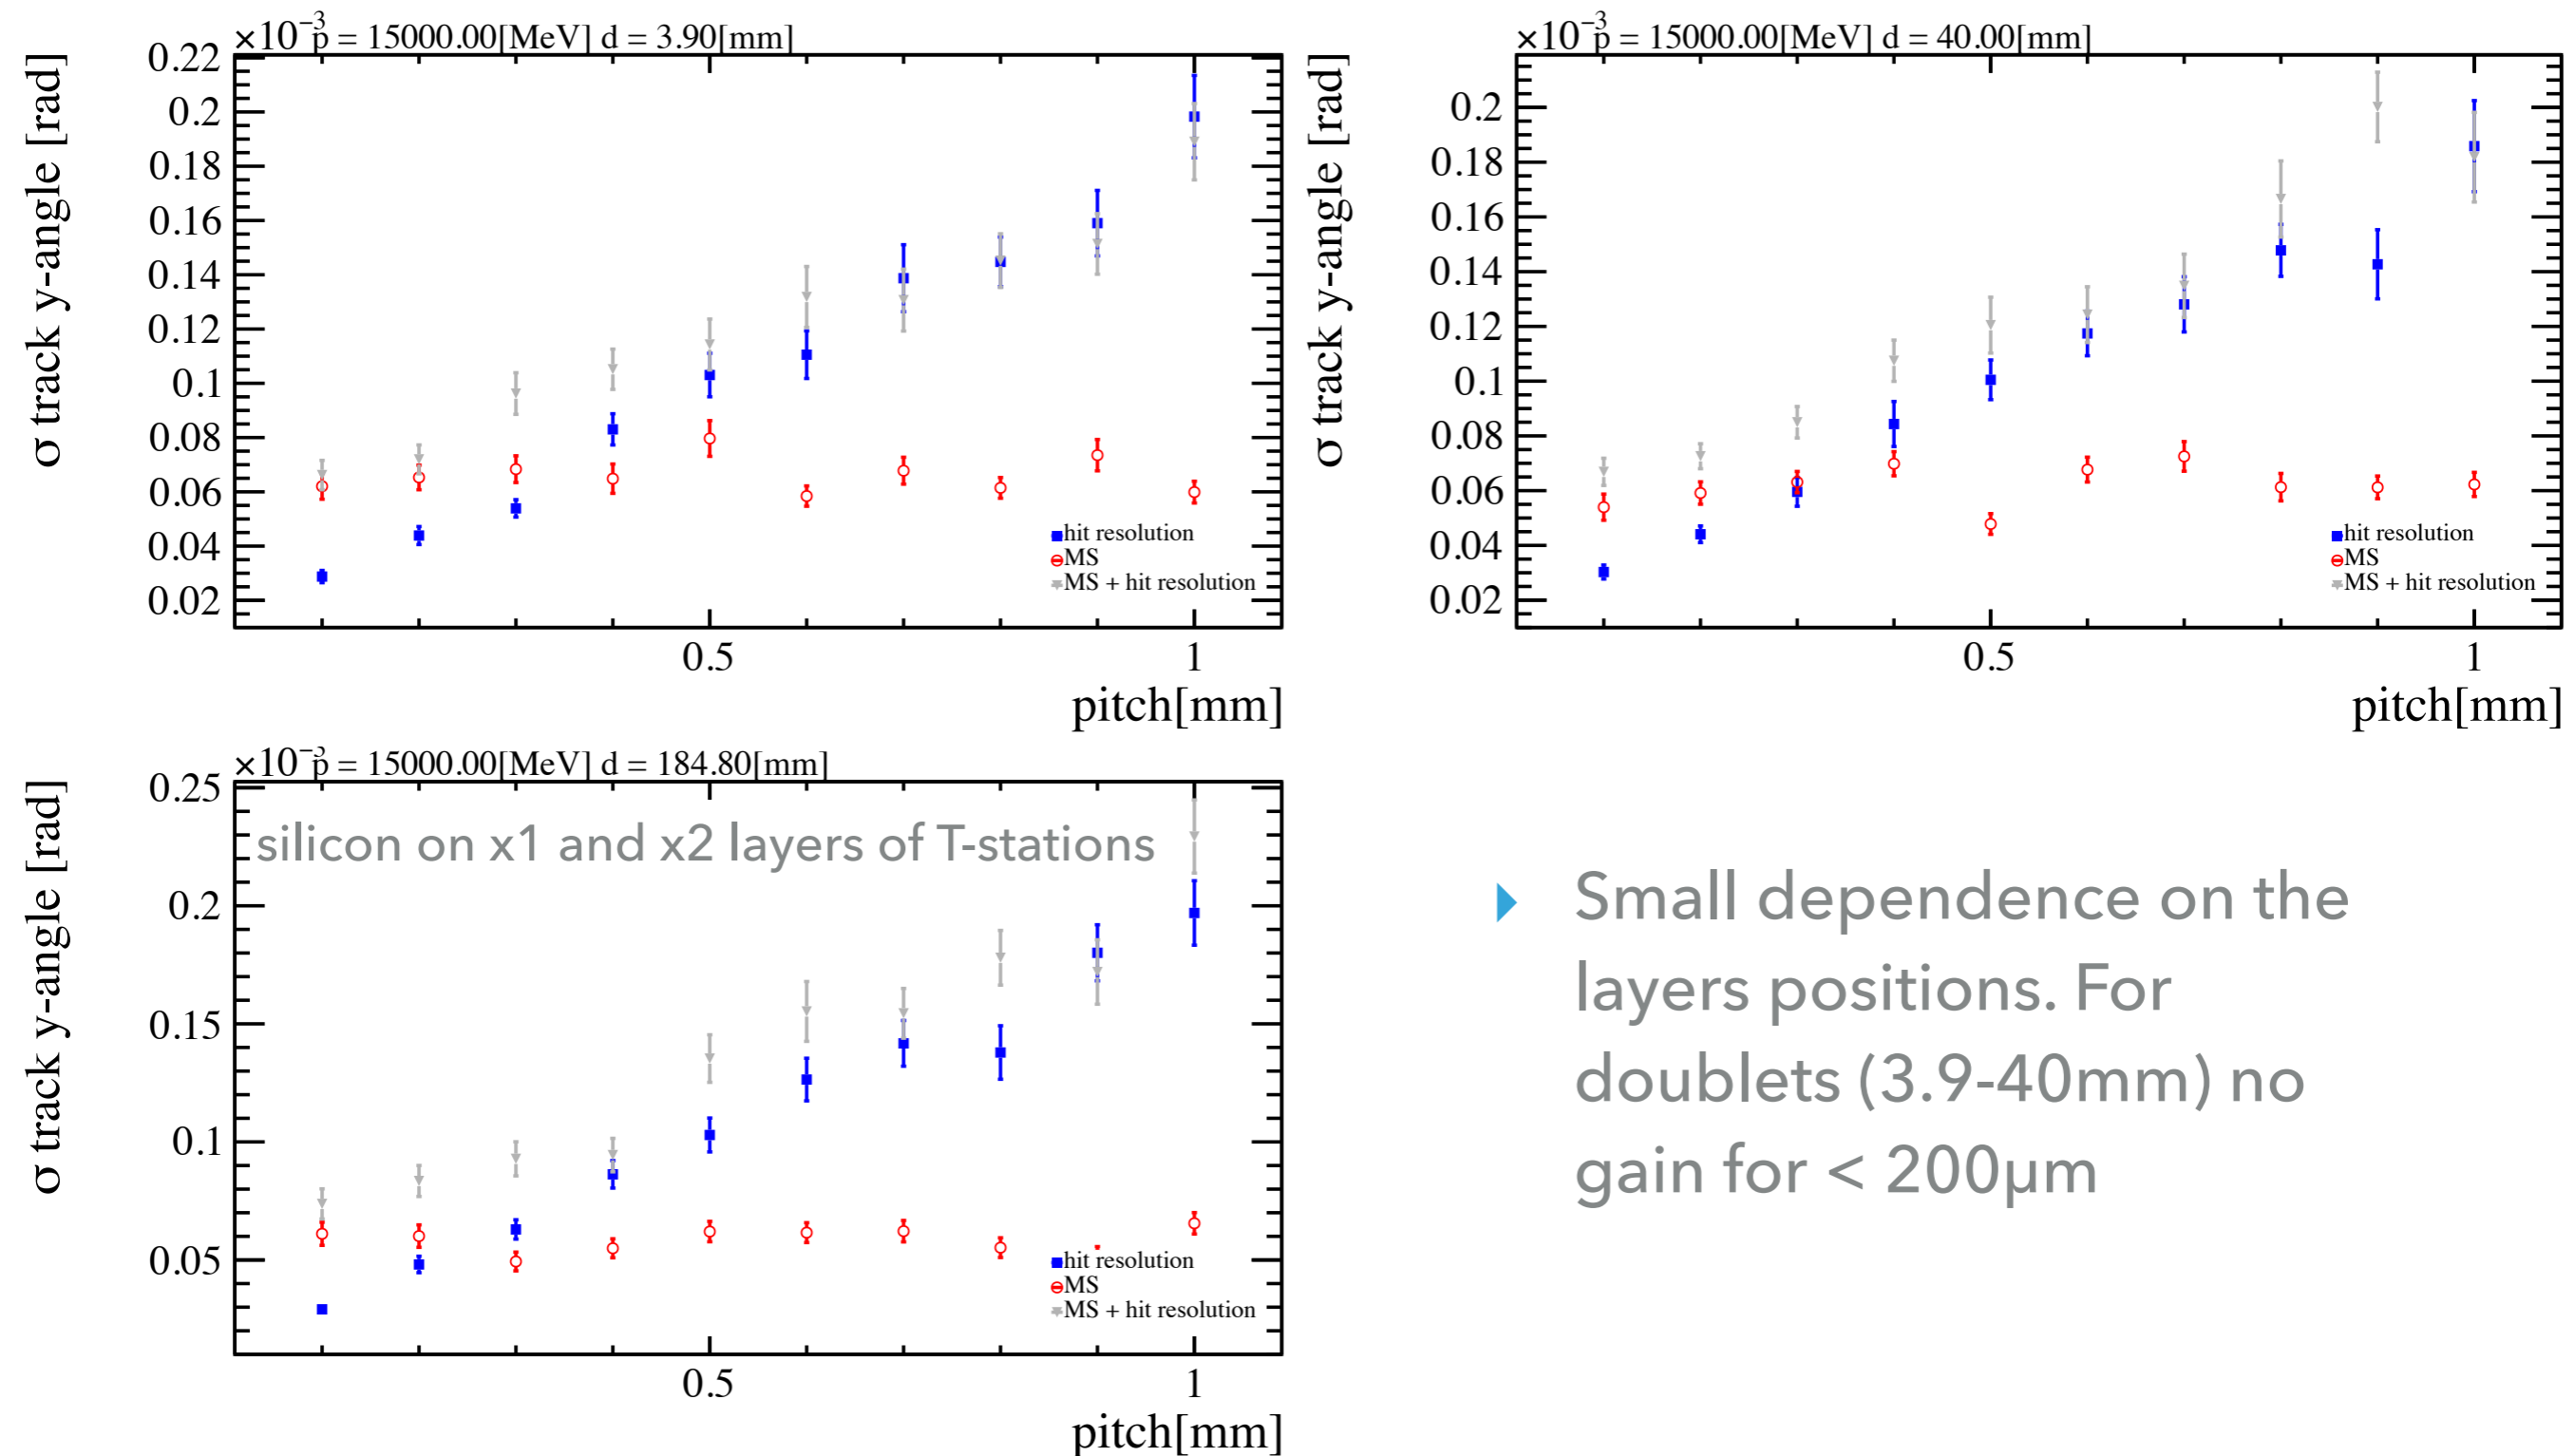 ×10⁻³ p = 15000.00[MeV] d = 3.90[mm]
σ track y-angle [rad]
0.22
0.2
0.18
0.16
0.14
0.12
0.1
0.08
0.06
0.04
0.02
hit resolution
MS
MS + hit resolution
0.5 1
pitch[mm]
×10⁻³ p = 15000.00[MeV] d = 40.00[mm]
σ track y-angle [rad]
0.2
0.18
0.16
0.14
0.12
0.1
0.08
0.06
0.04
0.02
hit resolution
MS
MS + hit resolution
0.5 1
pitch[mm]
×10⁻³ p = 15000.00[MeV] d = 184.80[mm]
σ track y-angle [rad]
0.25
silicon on x1 and x2 layers of T-stations
0.2
0.15
0.1
0.05
hit resolution
MS
MS + hit resolution
0.5 1
pitch[mm]
Small dependence on the
layers positions. For
doublets (3.9-40mm) no
gain for < 200μm